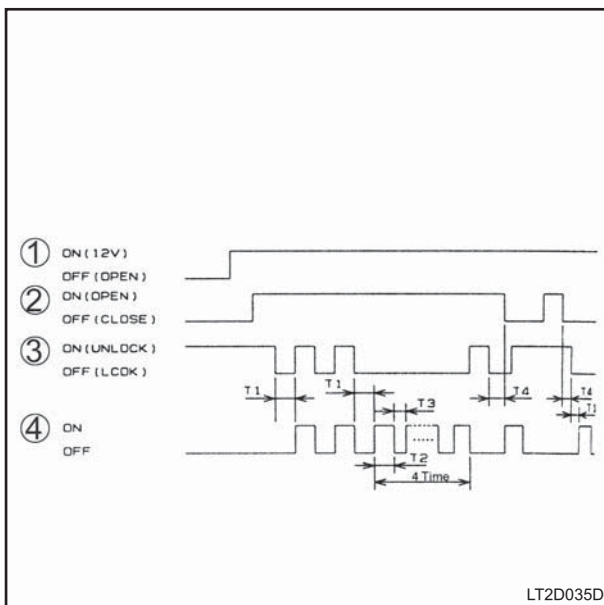 ① ON(12V)
OFF(OPEN)
② ON(OPEN)
OFF(CLOSE)
③ ON(UNLOCK)
OFF(LCOK)
T1 T1 T3 T4 T4
④ ON
OFF
T2
4 Time
LT2D035D